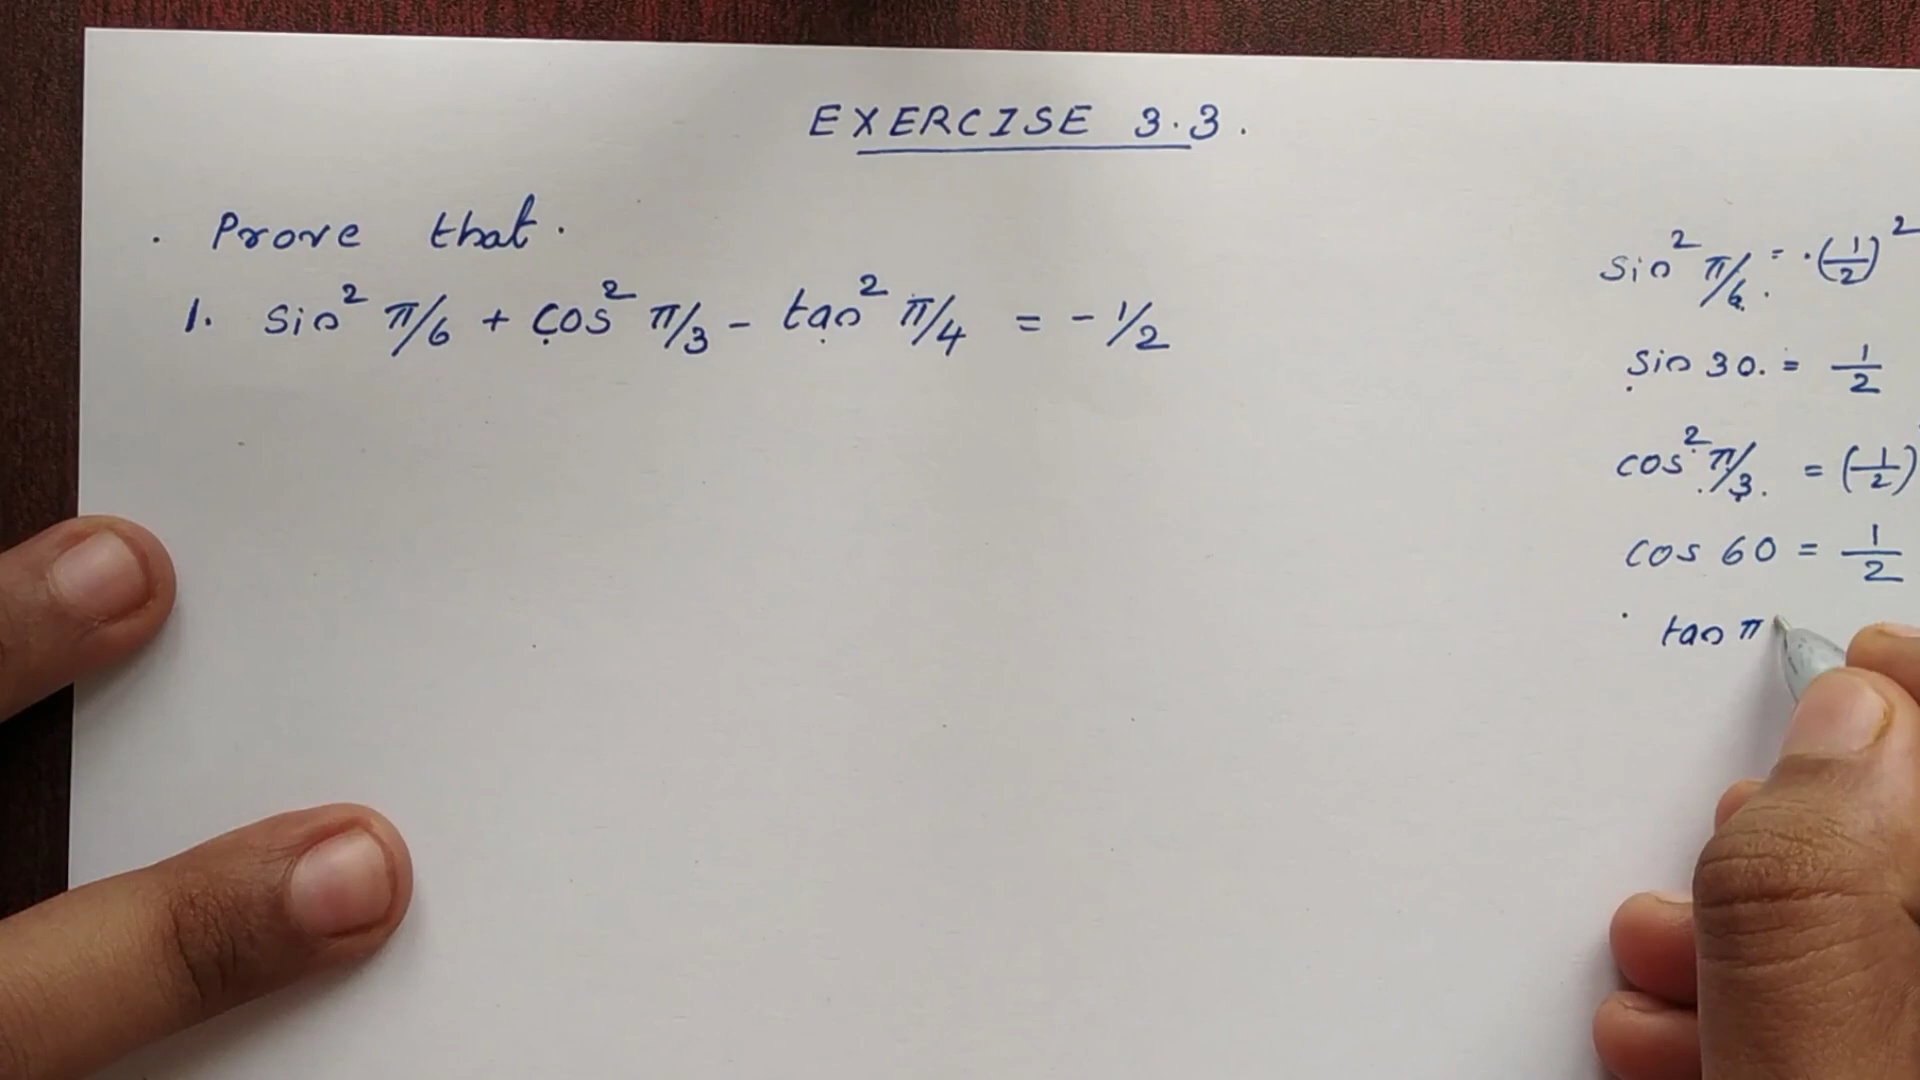 EXERCISE 3.3.
Prove that.
1. sin² π/6 + cos² π/3 - tan² π/4 = - 1/2
sin² π/6. = (1/2)²
sin 30. = 1/2
cos² π/3. = (1/2)
cos 60 = 1/2
tan π